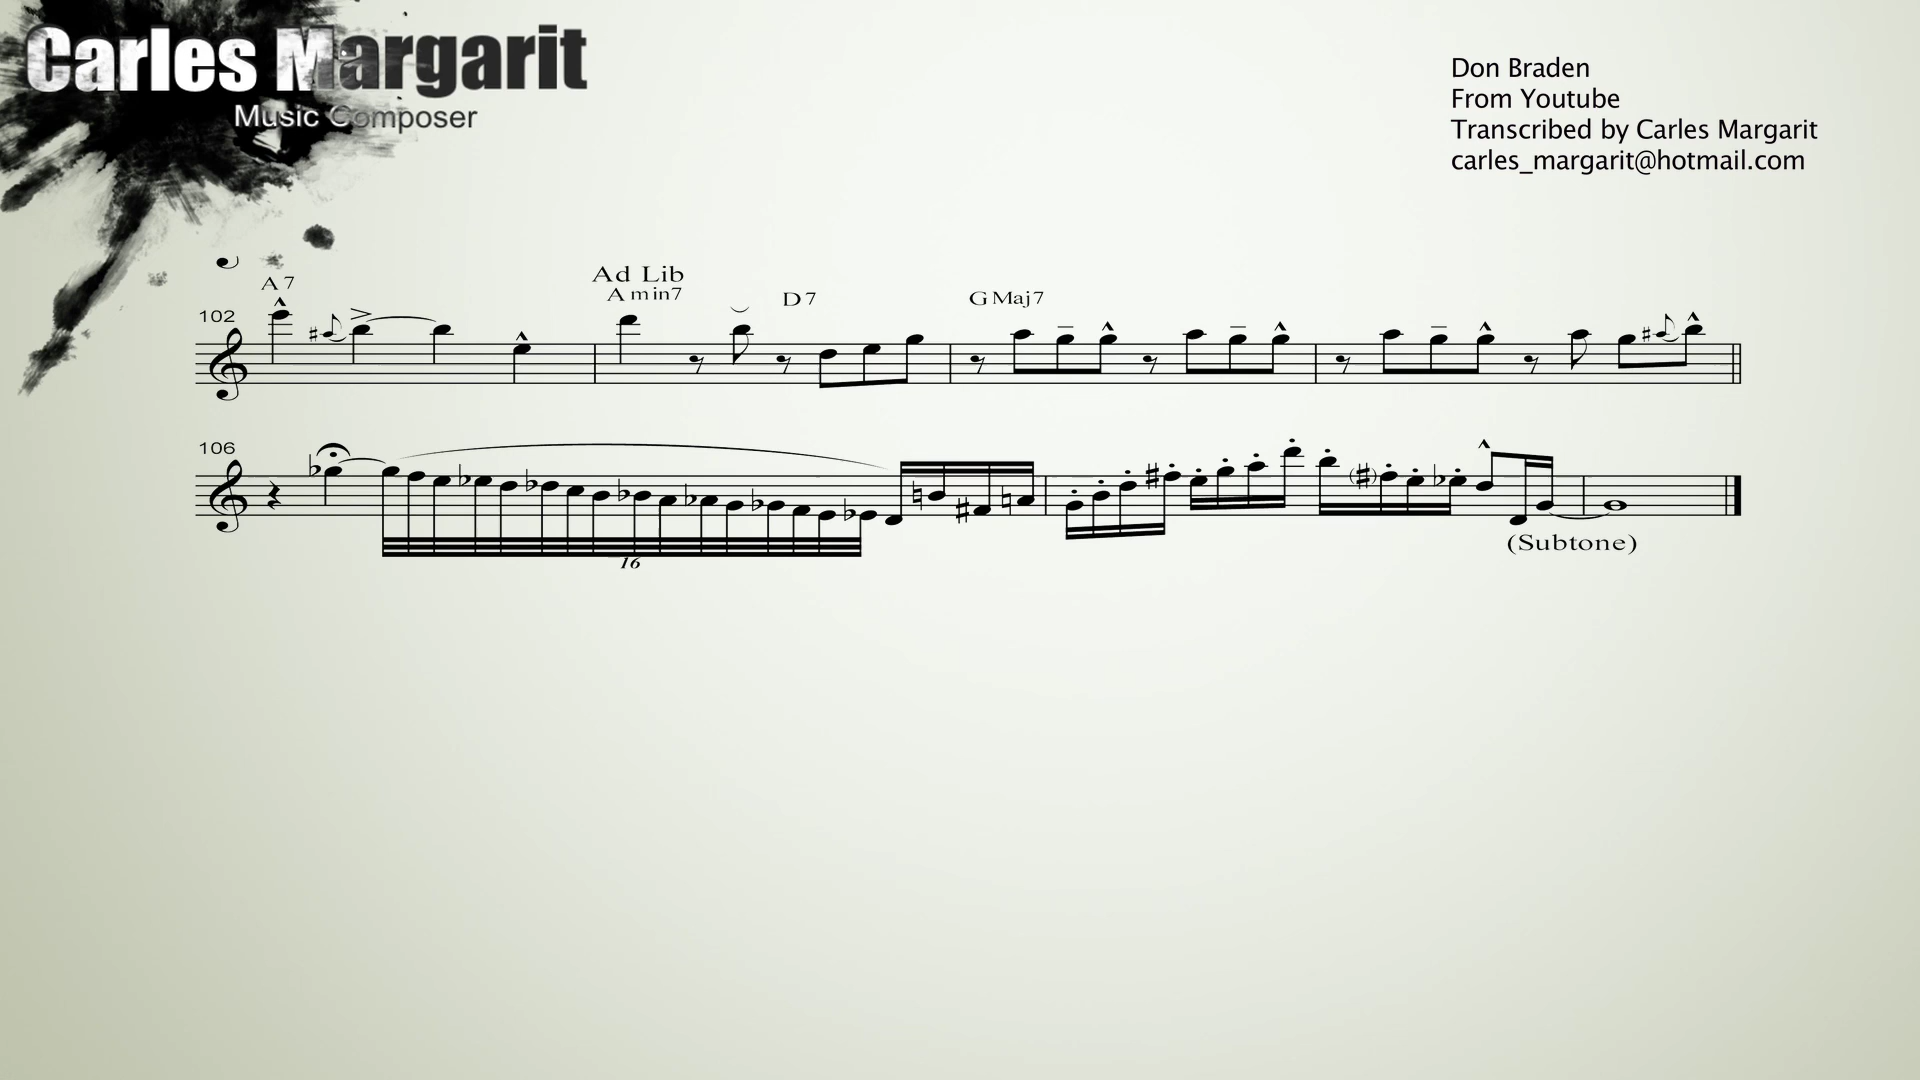 Carles Margarit
Music Composer
Don Braden
From Youtube
Transcribed by Carles Margarit
carles_margarit@hotmail.com
Ad Lib
A7 Amin7 D7 GMaj7
102
106
16
(Subtone)